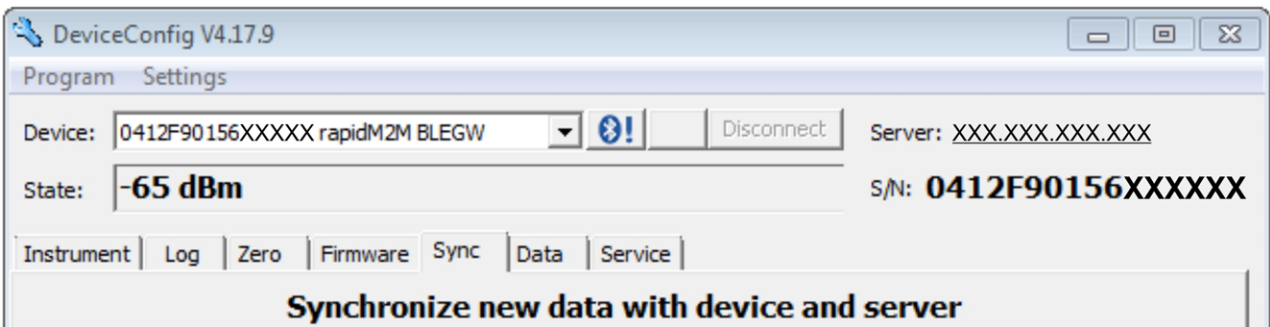 DeviceConfig V4.17.9
Program Settings
Device: 0412F90156XXXXX rapidM2M BLEGW ! Disconnect Server: XXX.XXX.XXX.XXX
State: -65 dBm S/N: 0412F90156XXXXXX
Instrument Log Zero Firmware Sync Data Service
Synchronize new data with device and server